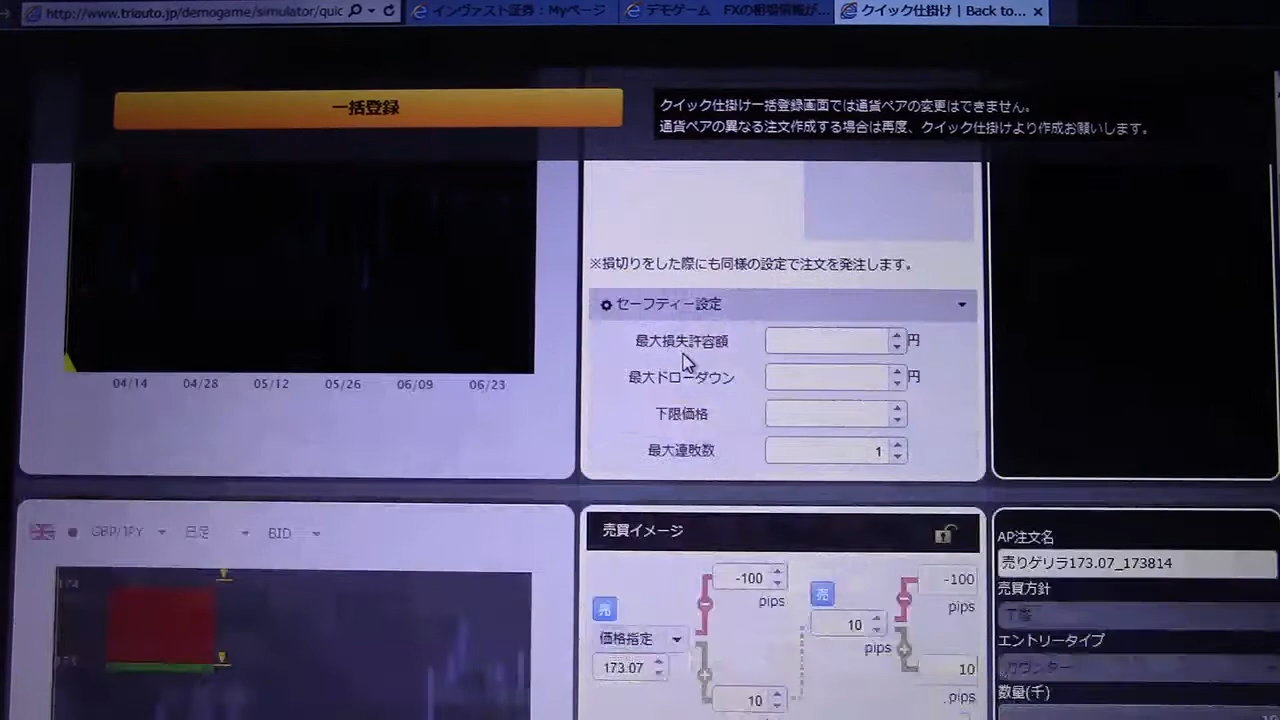 http://www.triauto.jp/demogame/simulator/quic
インヴァスト証券：Myページ
デモゲーム FXの相場情報が...
クイック仕掛け | Back to...
一括登録
クイック仕掛け一括登録画面では通貨ペアの変更はできません。
通貨ペアの異なる注文作成する場合は再度、クイック仕掛けより作成お願いします。
※損切りをした際にも同様の設定で注文を発注します。
セーフティー設定
最大損失許容額 円
最大ドローダウン 円
下限価格
最大連敗数 1
04/14 04/28 05/12 05/26 06/09 06/23
GBP/JPY 日足 BID
174
173
売買イメージ
-100
pips
売
価格指定
173.07
10
売
10
pips
-100
pips
10
pips
AP注文名
売りゲリラ173.07_173814
売買方針
下落
エントリータイプ
カウンター
数量(千)